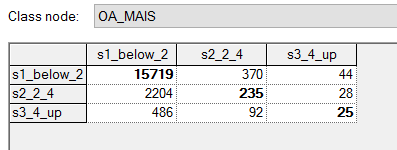 Class node: OA_MAIS
s1_below_2 s2_2_4 s3_4_up
s1_below_2 15719 370 44
s2_2_4 2204 235 28
s3_4_up 486 92 25